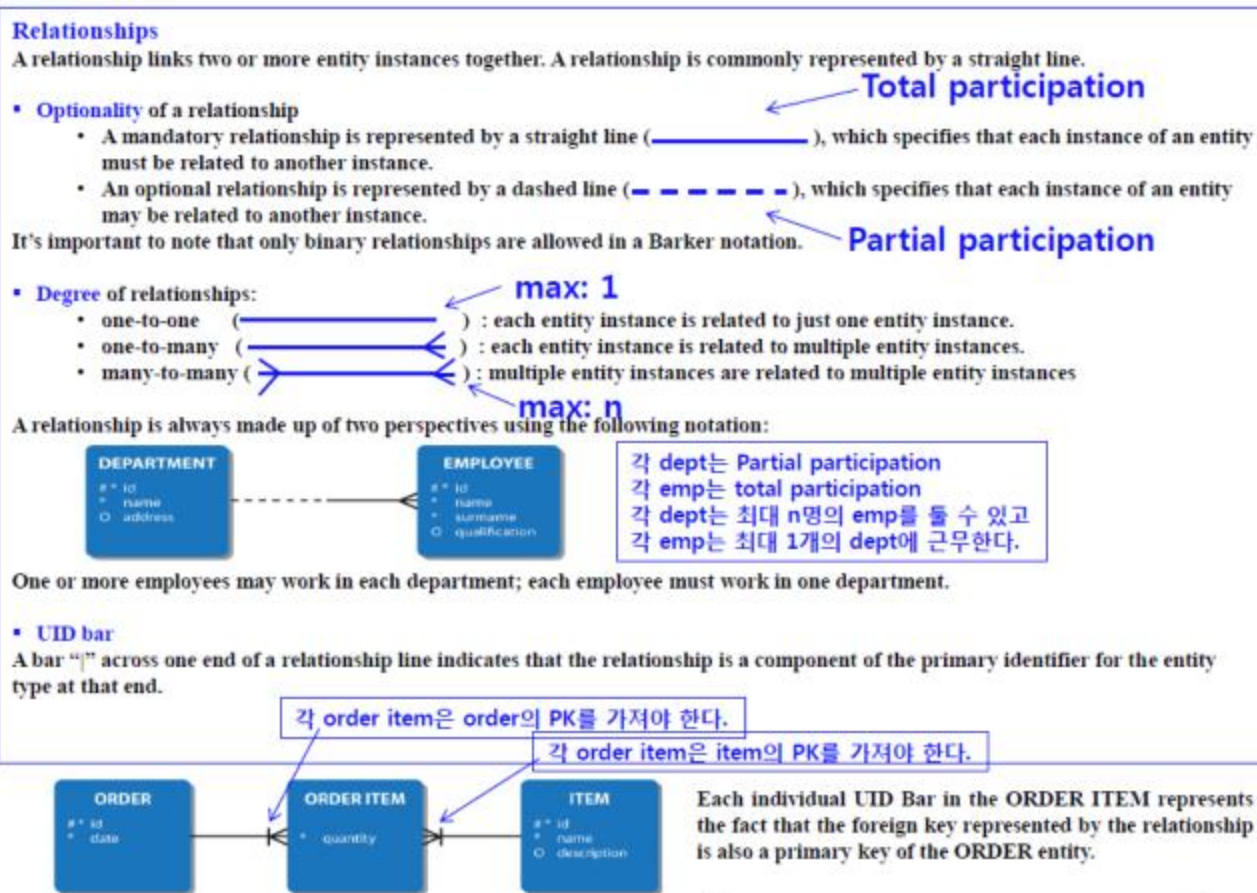 Relationships
A relationship links two or more entity instances together. A relationship is commonly represented by a straight line.
Total participation
▪ Optionality of a relationship
• A mandatory relationship is represented by a straight line ( ), which specifies that each instance of an entity
must be related to another instance.
• An optional relationship is represented by a dashed line ( ), which specifies that each instance of an entity
may be related to another instance.
It's important to note that only binary relationships are allowed in a Barker notation.
Partial participation
▪ Degree of relationships:
max: 1
• one-to-one ( ) : each entity instance is related to just one entity instance.
• one-to-many ( ) : each entity instance is related to multiple entity instances.
• many-to-many ( ) : multiple entity instances are related to multiple entity instances
max: n
A relationship is always made up of two perspectives using the following notation:
DEPARTMENT
# * id
* name
O address
EMPLOYEE
# * id
* name
* surname
O qualification
각 dept는 Partial participation
각 emp는 total participation
각 dept는 최대 n명의 emp를 둘 수 있고
각 emp는 최대 1개의 dept에 근무한다.
One or more employees may work in each department; each employee must work in one department.
▪ UID bar
A bar "|" across one end of a relationship line indicates that the relationship is a component of the primary identifier for the entity
type at that end.
각 order item은 order의 PK를 가져야 한다.
각 order item은 item의 PK를 가져야 한다.
ORDER
# * id
* date
ORDER ITEM
* quantity
ITEM
# * id
* name
O description
Each individual UID Bar in the ORDER ITEM represents
the fact that the foreign key represented by the relationship
is also a primary key of the ORDER entity.